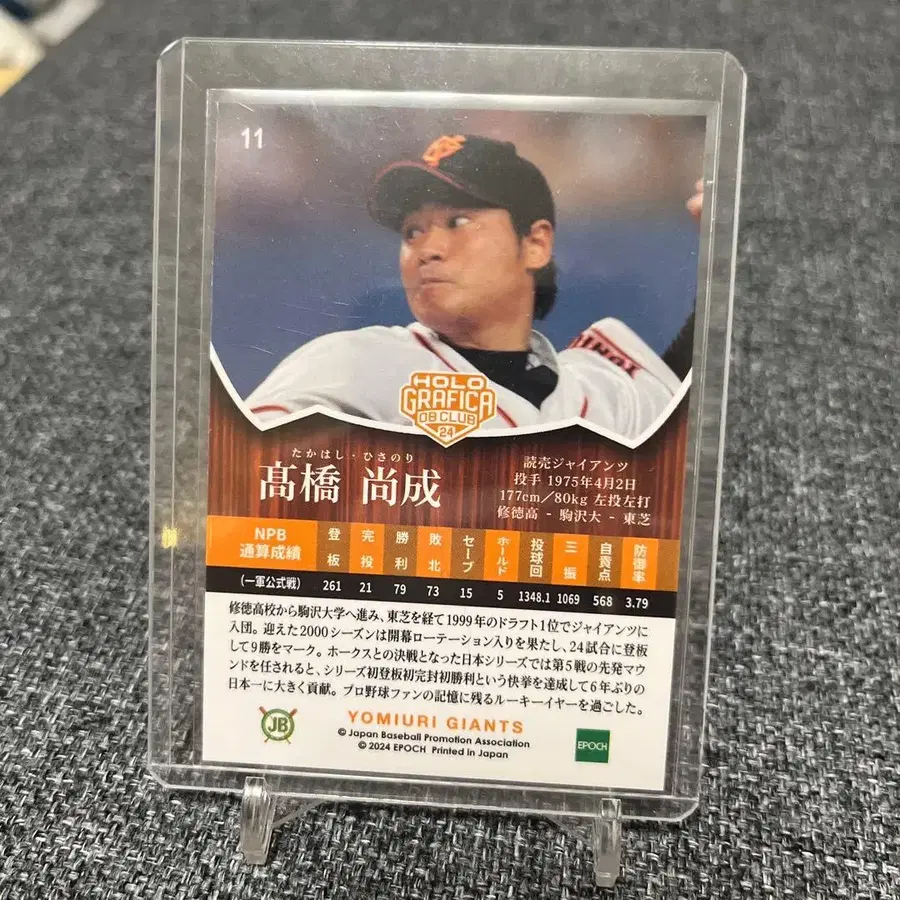 11
HOLO
GRAFICA
OB CLUB
24
たかはし・ひさのり
髙橋 尚成
読売ジャイアンツ
投手 1975年4月2日
177cm/80kg 左投左打
修徳高 - 駒沢大 - 東芝
NPB
通算成績 登板 完投 勝利 敗北 セーブ ホールド 投球回 三振 自責点 防御率
(一軍公式戦) 261 21 79 73 15 5 1348.1 1069 568 3.79
修徳高校から駒沢大学へ進み、東芝を経て1999年のドラフト1位でジャイアンツに
入団。迎えた2000シーズンは開幕ローテーション入りを果たし、24試合に登板
して9勝をマーク。ホークスとの決戦となった日本シリーズでは第5戦の先発マウ
ンドを任されると、シリーズ初登板初完封初勝利という快挙を達成して6年ぶりの
日本一に大きく貢献。プロ野球ファンの記憶に残るルーキーイヤーを過ごした。
JB
YOMIURI GIANTS
© Japan Baseball Promotion Association
© 2024 EPOCH Printed in Japan
EPOCH